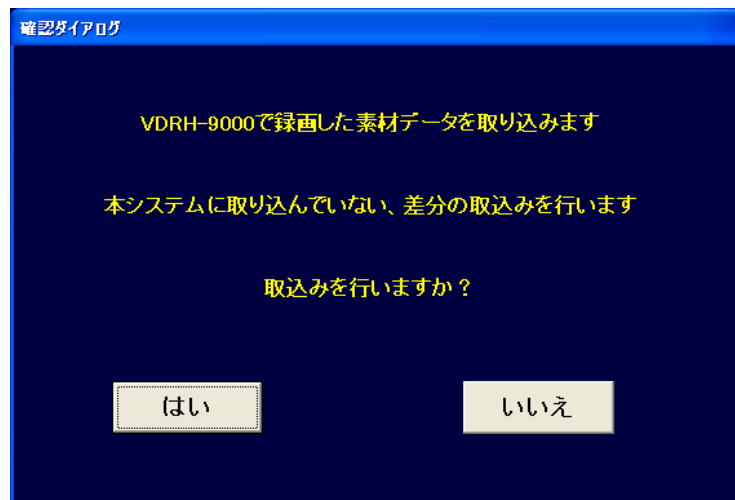 確認ダイアログ
VDRH-9000で録画した素材データを取り込みます
本システムに取り込んでいない、差分の取込みを行います
取込みを行いますか？
はい
いいえ